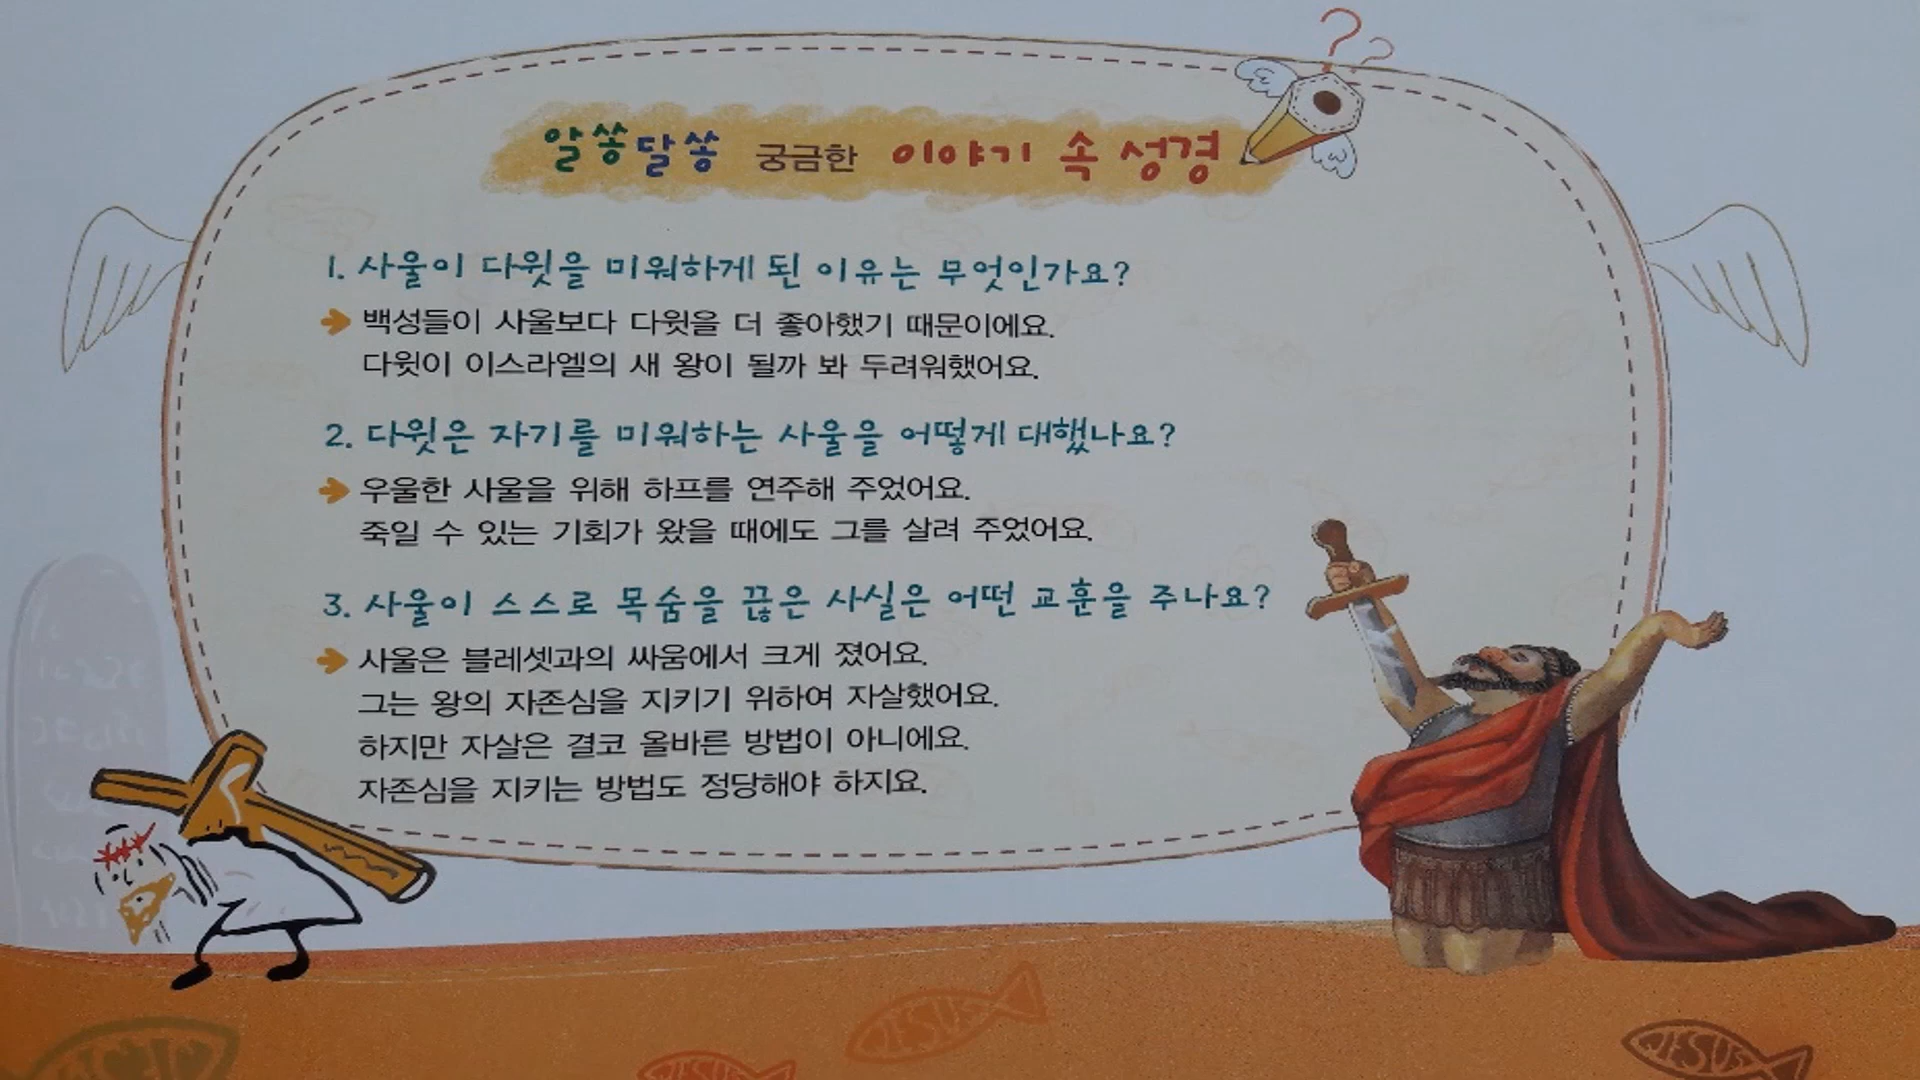 알쏭달쏭 궁금한 이야기 속 성경
1. 사울이 다윗을 미워하게 된 이유는 무엇인가요?
백성들이 사울보다 다윗을 더 좋아했기 때문이에요.
다윗이 이스라엘의 새 왕이 될까 봐 두려워했어요.
2. 다윗은 자기를 미워하는 사울을 어떻게 대했나요?
우울한 사울을 위해 하프를 연주해 주었어요.
죽일 수 있는 기회가 왔을 때에도 그를 살려 주었어요.
3. 사울이 스스로 목숨을 끊은 사실은 어떤 교훈을 주나요?
사울은 블레셋과의 싸움에서 크게 졌어요.
그는 왕의 자존심을 지키기 위하여 자살했어요.
하지만 자살은 결코 올바른 방법이 아니에요.
자존심을 지키는 방법도 정당해야 하지요.
JESUS
JESUS
JESUS